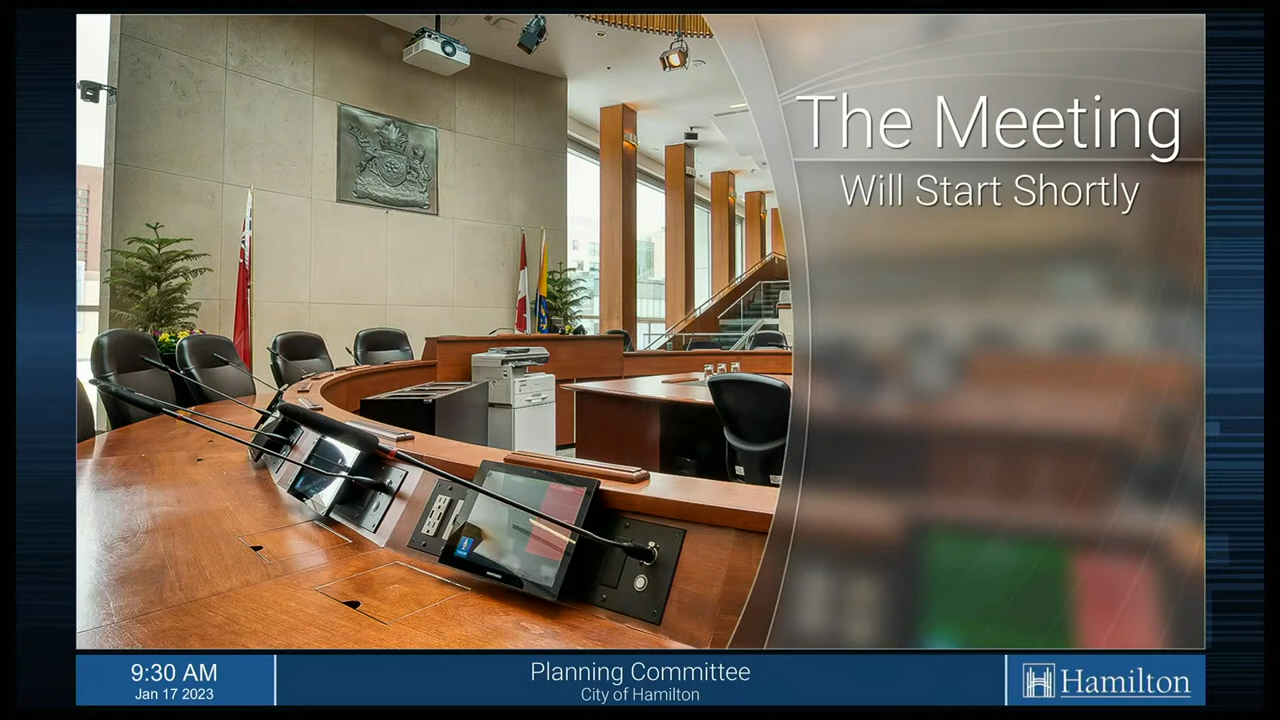 The Meeting
Will Start Shortly
9:30 AM
Jan 17 2023
Planning Committee
City of Hamilton
Hamilton